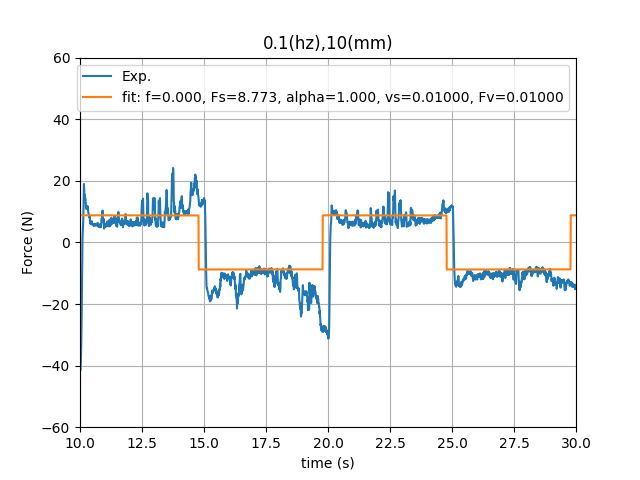 0.1(hz),10(mm)
Exp.
fit: f=0.000, Fs=8.773, alpha=1.000, vs=0.01000, Fv=0.01000
60
40
20
0
−20
−40
−60
Force (N)
10.0 12.5 15.0 17.5 20.0 22.5 25.0 27.5 30.0
time (s)